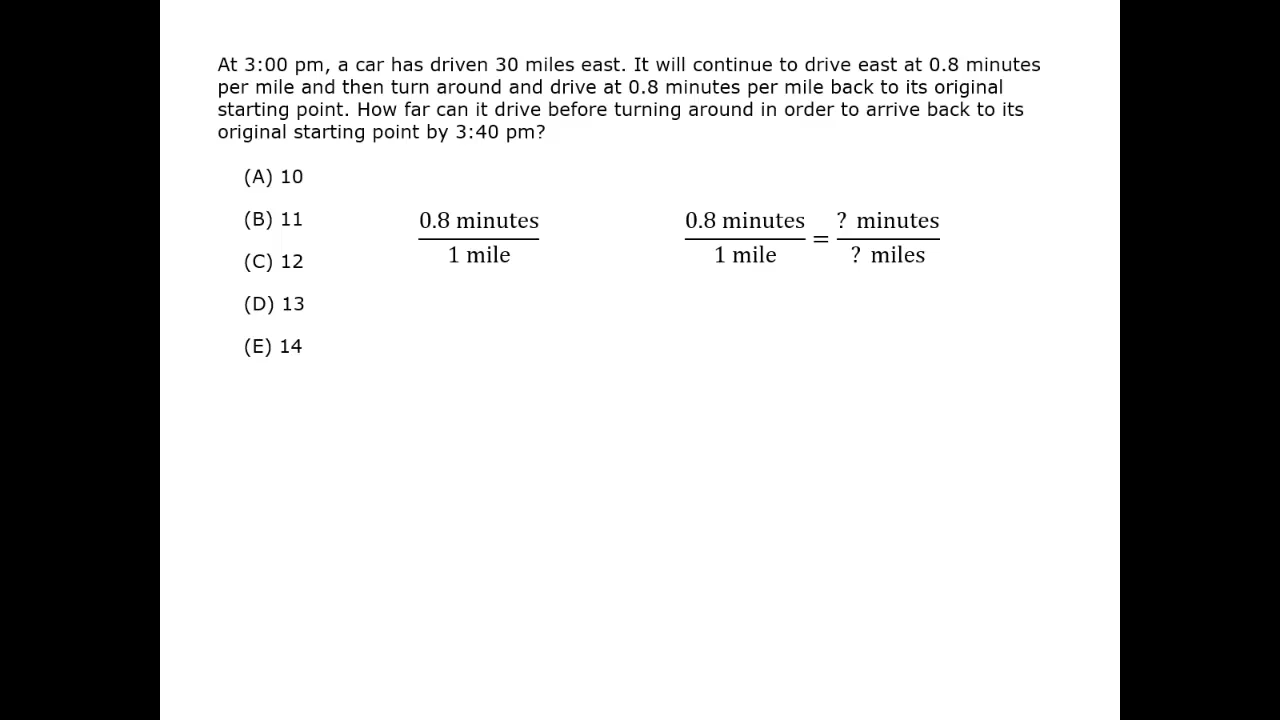 At 3:00 pm, a car has driven 30 miles east. It will continue to drive east at 0.8 minutes
per mile and then turn around and drive at 0.8 minutes per mile back to its original
starting point. How far can it drive before turning around in order to arrive back to its
original starting point by 3:40 pm?
(A) 10
(B) 11
(C) 12
(D) 13
(E) 14
0.8 minutes
1 mile
0.8 minutes
1 mile
=
? minutes
? miles